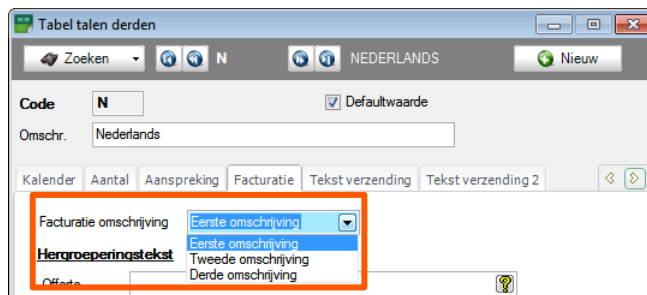 Tabel talen derden
Zoeken N NEDERLANDS Nieuw
Code N Defaultwaarde
Omschr. Nederlands
Kalender Aantal Aanspreking Facturatie Tekst verzending Tekst verzending 2
Facturatie omschrijving Eerste omschrijving
Eerste omschrijving
Tweede omschrijving
Hergroeperingstekst
Derde omschrijving
Offerte